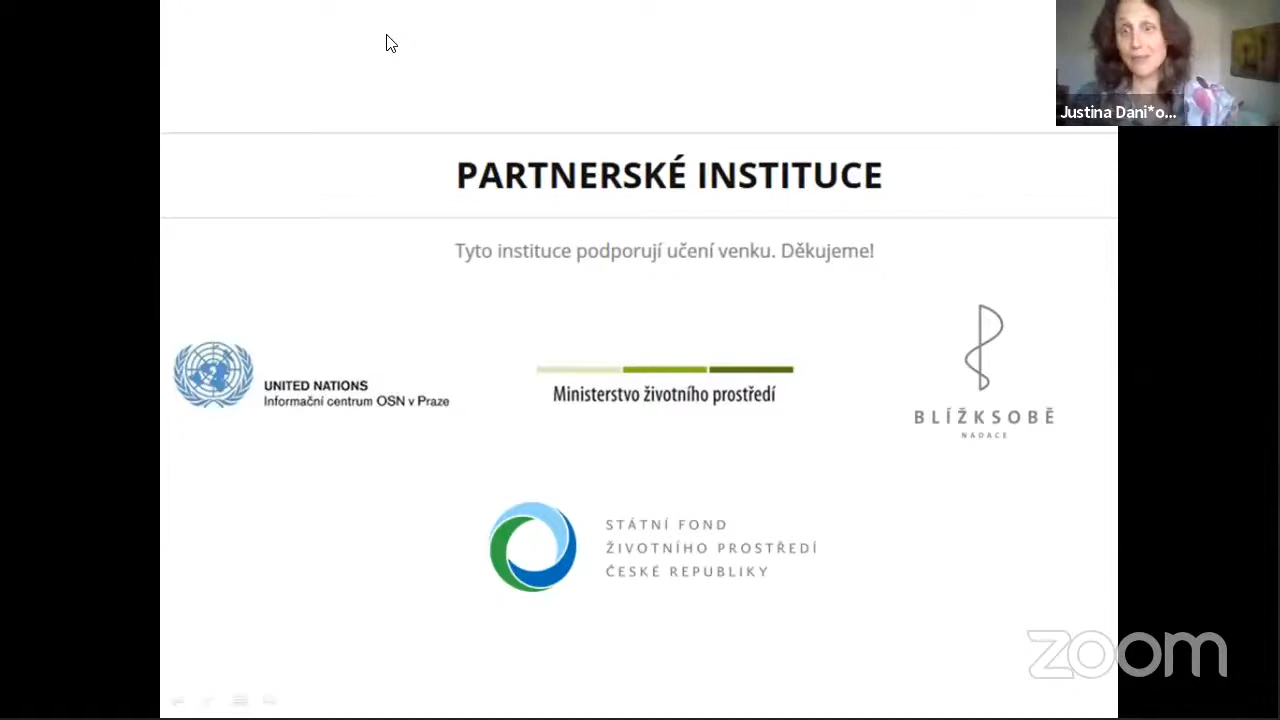 Justina Dani*o...
PARTNERSKÉ INSTITUCE
Tyto instituce podporují učení venku. Děkujeme!
UNITED NATIONS
Informační centrum OSN v Praze
Ministerstvo životního prostředí
BLÍŽKSOBĚ
NADACE
STÁTNÍ FOND
ŽIVOTNÍHO PROSTŘEDÍ
ČESKÉ REPUBLIKY
zoom